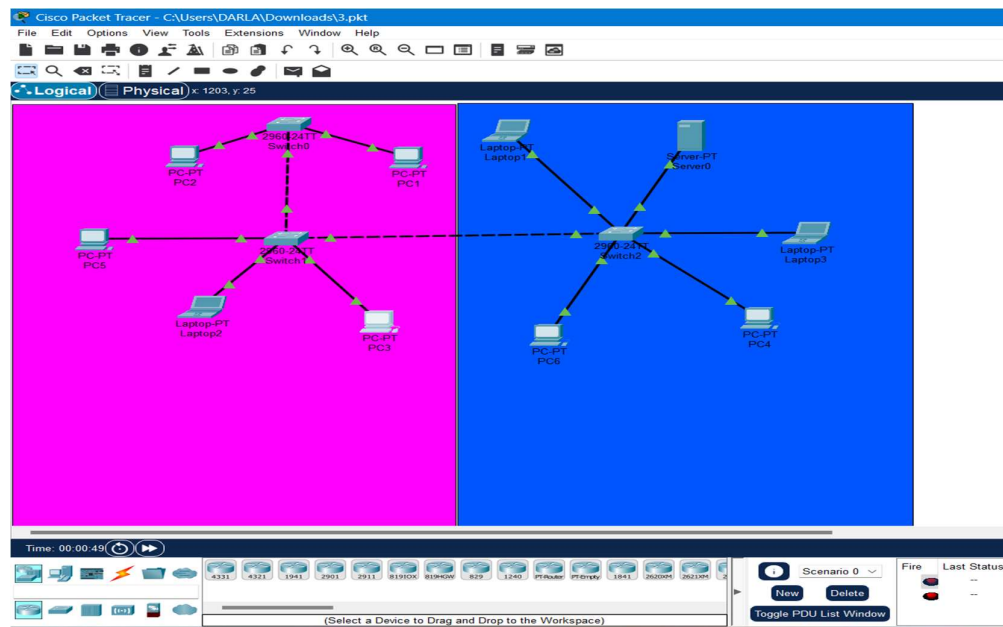 Cisco Packet Tracer - C:\Users\DARLA\Downloads\3.pkt
File Edit Options View Tools Extensions Window Help
Logical Physical x: 1203, y: 25
2960-24TT
Switch0
PC-PT
PC2
PC-PT
PC1
Laptop-PT
Laptop1
Server-PT
Server0
PC-PT
PC5
2960-24TT
Switch1
2960-24TT
Switch2
Laptop-PT
Laptop3
Laptop-PT
Laptop2
PC-PT
PC3
PC-PT
PC6
PC-PT
PC4
Time: 00:00:49
4331 4321 1941 2901 2911 819IOX 819HGW 829 1240 PT-Router PT-Empty 1841 2620XM 2621XM 2
Scenario 0
Fire Last Status
New Delete
--
--
Toggle PDU List Window
(Select a Device to Drag and Drop to the Workspace)